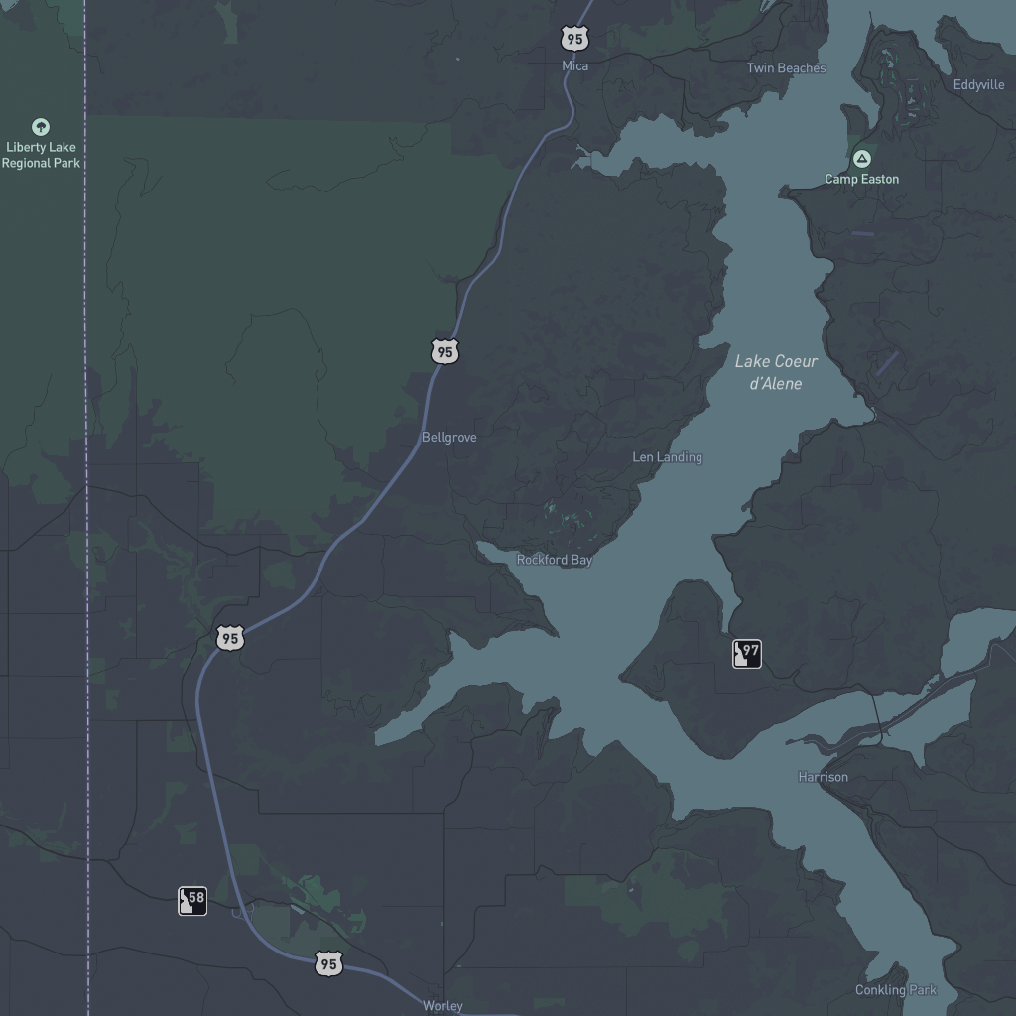 95
Mica
Twin Beaches
Eddyville
Liberty Lake
Regional Park
Camp Easton
95
Lake Coeur
d'Alene
Bellgrove
Len Landing
Rockford Bay
95
97
Harrison
58
95
Conkling Park
Worley